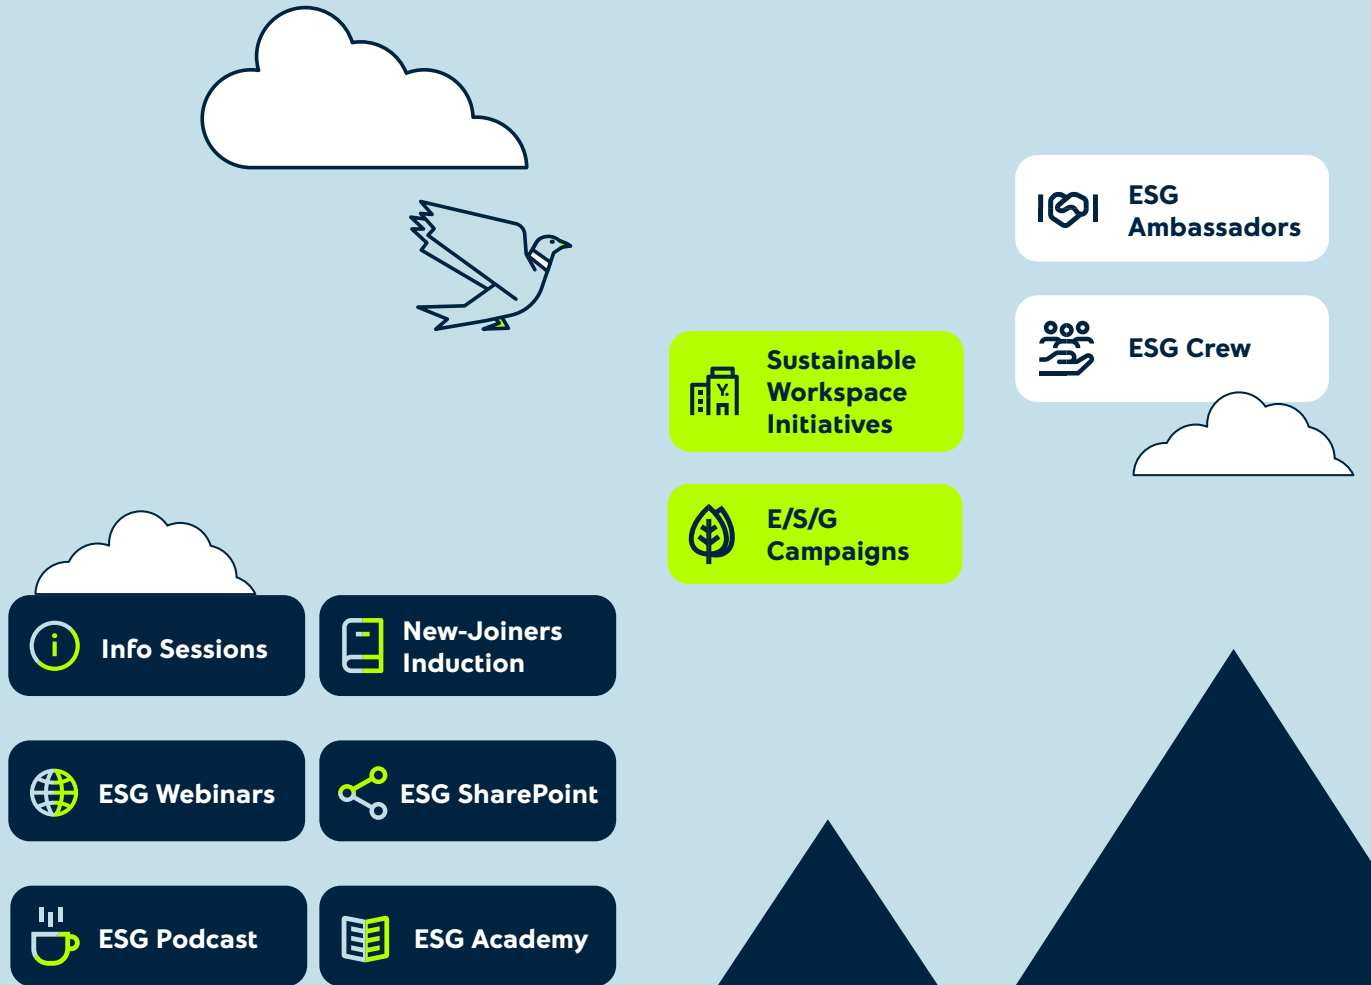 ESG
Ambassadors
ESG Crew
Sustainable
Workspace
Initiatives
Y.
E/S/G
Campaigns
i
Info Sessions
New-Joiners
Induction
ESG Webinars
ESG SharePoint
ESG Podcast
ESG Academy